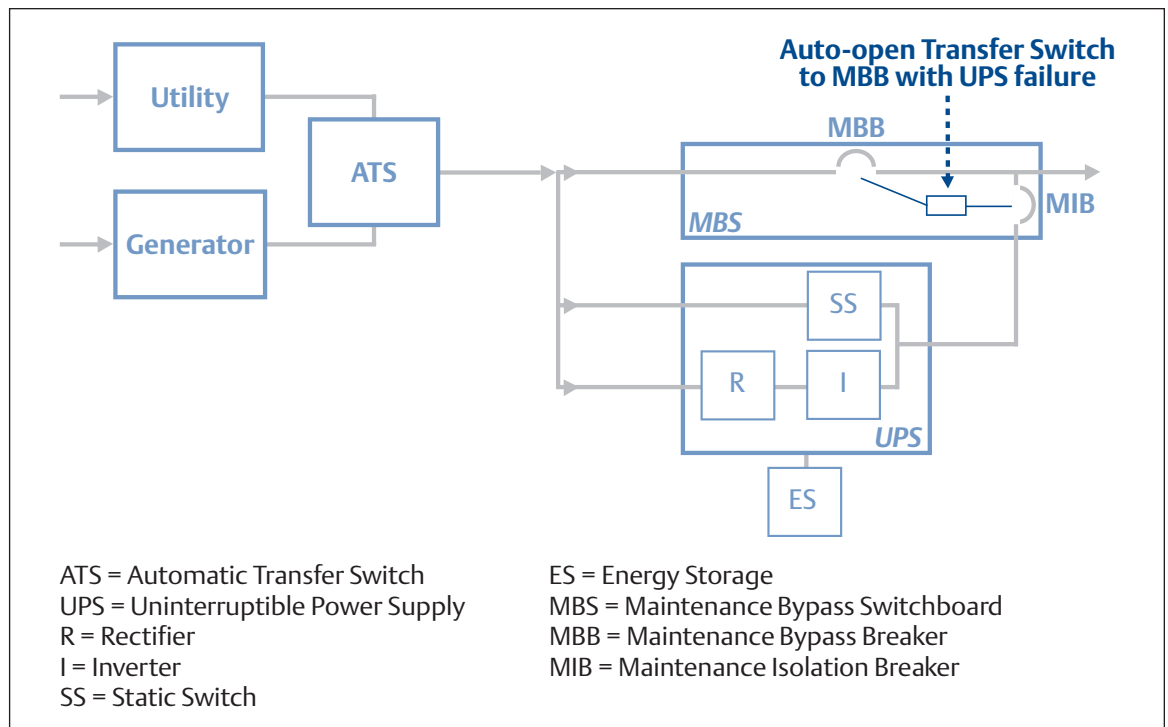 Auto-open Transfer Switch
to MBB with UPS failure
Utility
ATS
Generator
MBB
MIB
MBS
SS
R
I
UPS
ES
ATS = Automatic Transfer Switch
UPS = Uninterruptible Power Supply
R = Rectifier
I = Inverter
SS = Static Switch
ES = Energy Storage
MBS = Maintenance Bypass Switchboard
MBB = Maintenance Bypass Breaker
MIB = Maintenance Isolation Breaker